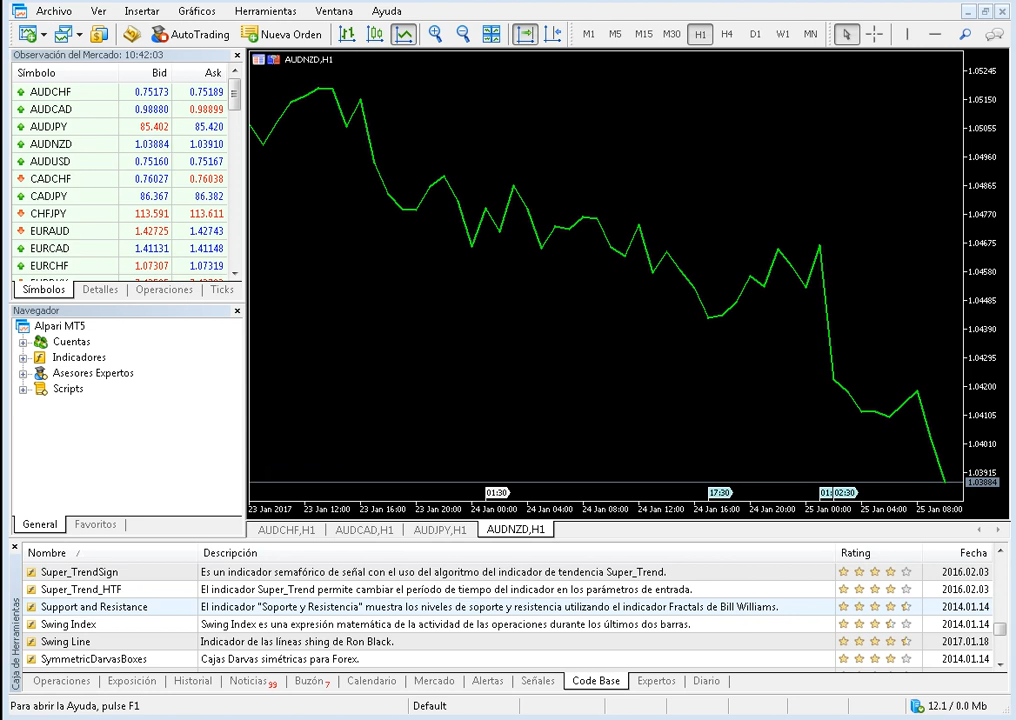 Archivo Ver Insertar Gráficos Herramientas Ventana Ayuda
AutoTrading Nueva Orden M1 M5 M15 M30 H1 H4 D1 W1 MN
Observación del Mercado: 10:42:03
Símbolo Bid Ask
AUDCHF 0.75173 0.75189
AUDCAD 0.98880 0.98899
AUDJPY 85.402 85.420
AUDNZD 1.03884 1.03910
AUDUSD 0.75160 0.75167
CADCHF 0.76027 0.76038
CADJPY 86.367 86.382
CHFJPY 113.591 113.611
EURAUD 1.42725 1.42743
EURCAD 1.41131 1.41148
EURCHF 1.07307 1.07319
Símbolos Detalles Operaciones Ticks
Navegador
Alpari MT5
Cuentas
Indicadores
Asesores Expertos
Scripts
General Favoritos
AUDNZD,H1
1.05245
1.05150
1.05055
1.04960
1.04865
1.04770
1.04675
1.04580
1.04485
1.04390
1.04295
1.04200
1.04105
1.04010
1.03915
1.03884
01:30 17:30 01: 02:30
23 Jan 2017 23 Jan 12:00 23 Jan 16:00 23 Jan 20:00 24 Jan 00:00 24 Jan 04:00 24 Jan 08:00 24 Jan 12:00 24 Jan 16:00 24 Jan 20:00 25 Jan 00:00 25 Jan 04:00 25 Jan 08:00
AUDCHF,H1 AUDCAD,H1 AUDJPY,H1 AUDNZD,H1
Caja de Herramientas
Nombre / Descripción Rating Fecha
Super_TrendSign Es un indicador semafórico de señal con el uso del algoritmo del indicador de tendencia Super_Trend. 2016.02.03
Super_Trend_HTF El indicador Super_Trend permite cambiar el período de tiempo del indicador en los parámetros de entrada. 2016.02.03
Support and Resistance El indicador "Soporte y Resistencia" muestra los niveles de soporte y resistencia utilizando el indicador Fractals de Bill Williams. 2014.01.14
Swing Index Swing Index es una expresión matemática de la actividad de las operaciones durante los últimos dos barras. 2014.01.14
Swing Line Indicador de las líneas shing de Ron Black. 2017.01.18
SymmetricDarvasBoxes Cajas Darvas simétricas para Forex. 2014.01.14
Operaciones Exposición Historial Noticias 99 Buzón 7 Calendario Mercado Alertas Señales Code Base Expertos Diario
Para abrir la Ayuda, pulse F1 Default 12.1 / 0.0 Mb